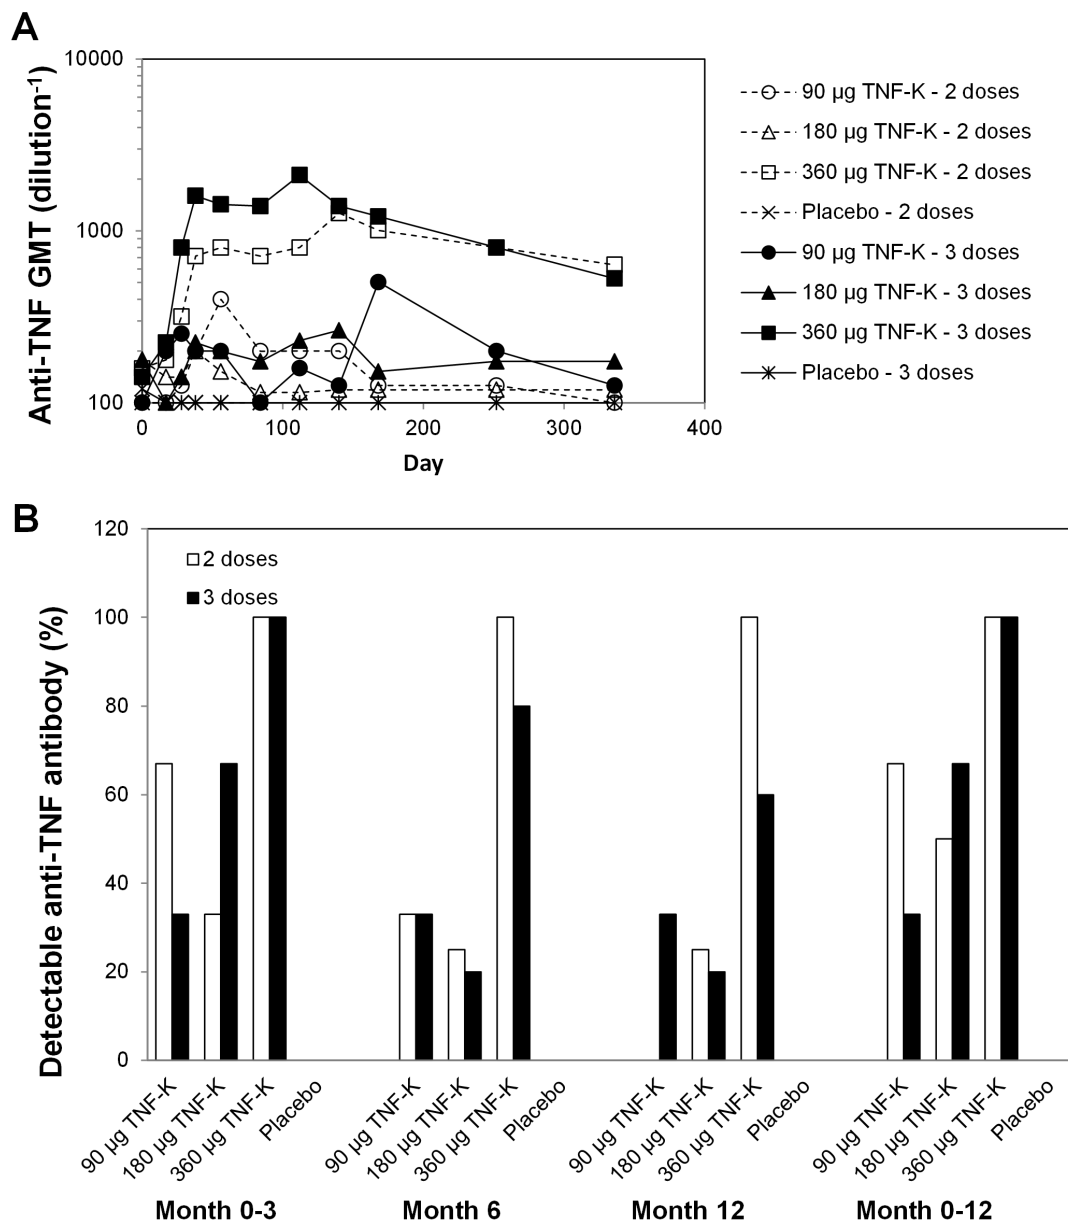 A
Anti-TNF GMT (dilution-1)
10000
1000
100
0
100
200
300
400
Day
90 µg TNF-K - 2 doses
180 µg TNF-K - 2 doses
360 µg TNF-K - 2 doses
Placebo - 2 doses
90 µg TNF-K - 3 doses
180 µg TNF-K - 3 doses
360 µg TNF-K - 3 doses
Placebo - 3 doses
B
Detectable anti-TNF antibody (%)
120
100
80
60
40
20
0
2 doses
3 doses
90 µg TNF-K
180 µg TNF-K
360 µg TNF-K
Placebo
90 µg TNF-K
180 µg TNF-K
360 µg TNF-K
Placebo
90 µg TNF-K
180 µg TNF-K
360 µg TNF-K
Placebo
90 µg TNF-K
180 µg TNF-K
360 µg TNF-K
Placebo
Month 0-3
Month 6
Month 12
Month 0-12